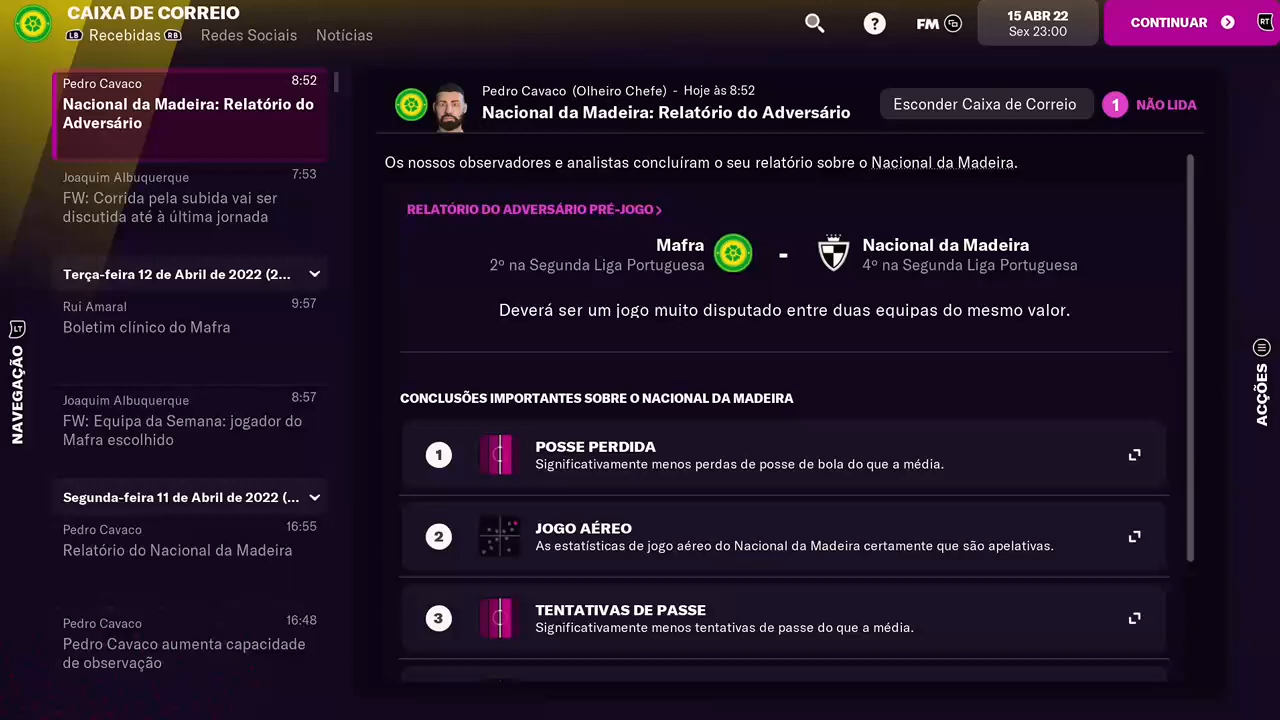 CAIXA DE CORREIO
LB Recebidas RB Redes Sociais Notícias
FM
15 ABR 22
Sex 23:00
CONTINUAR
RT
Pedro Cavaco 8:52
Nacional da Madeira: Relatório do
Adversário
Joaquim Albuquerque 7:53
FW: Corrida pela subida vai ser
discutida até à última jornada
Terça-feira 12 de Abril de 2022 (2...
Rui Amaral 9:57
Boletim clínico do Mafra
Joaquim Albuquerque 8:57
FW: Equipa da Semana: jogador do
Mafra escolhido
Segunda-feira 11 de Abril de 2022 (...
Pedro Cavaco 16:55
Relatório do Nacional da Madeira
Pedro Cavaco 16:48
Pedro Cavaco aumenta capacidade
de observação
NAVEGAÇÃO LT
Pedro Cavaco (Olheiro Chefe) - Hoje às 8:52
Nacional da Madeira: Relatório do Adversário
Esconder Caixa de Correio
1 NÃO LIDA
Os nossos observadores e analistas concluíram o seu relatório sobre o Nacional da Madeira.
RELATÓRIO DO ADVERSÁRIO PRÉ-JOGO >
Mafra - Nacional da Madeira
2º na Segunda Liga Portuguesa 4º na Segunda Liga Portuguesa
Deverá ser um jogo muito disputado entre duas equipas do mesmo valor.
CONCLUSÕES IMPORTANTES SOBRE O NACIONAL DA MADEIRA
1 POSSE PERDIDA
Significativamente menos perdas de posse de bola do que a média.
2 JOGO AÉREO
As estatísticas de jogo aéreo do Nacional da Madeira certamente que são apelativas.
3 TENTATIVAS DE PASSE
Significativamente menos tentativas de passe do que a média.
ACÇÕES